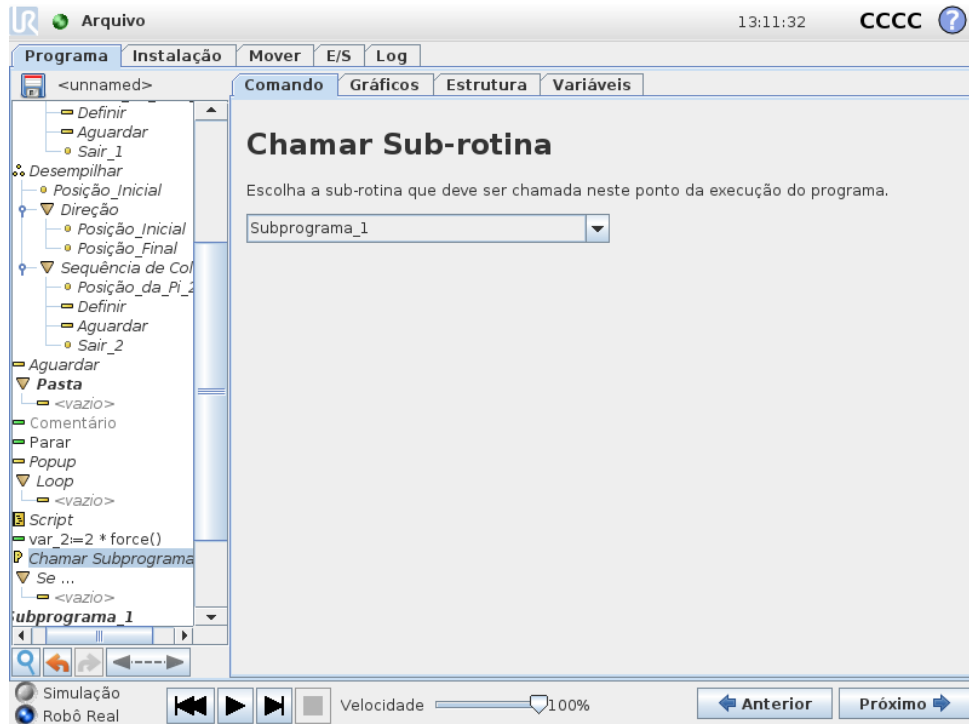 UR Arquivo 13:11:32 CCCC ?
Programa Instalação Mover E/S Log
<unnamed>
Comando Gráficos Estrutura Variáveis
Definir
Aguardar
Sair_1
Desempilhar
Posição_Inicial
Direção
Posição_Inicial
Posição_Final
Sequência de Col
Posição_da_Pi_2
Definir
Aguardar
Sair_2
Aguardar
Pasta
<vazio>
Comentário
Parar
Popup
Loop
<vazio>
Script
var_2:=2 * force()
Chamar Subprograma
Se ...
<vazio>
ubprograma_1
Chamar Sub-rotina
Escolha a sub-rotina que deve ser chamada neste ponto da execução do programa.
Subprograma_1
Simulação
Robô Real
Velocidade 100%
Anterior Próximo